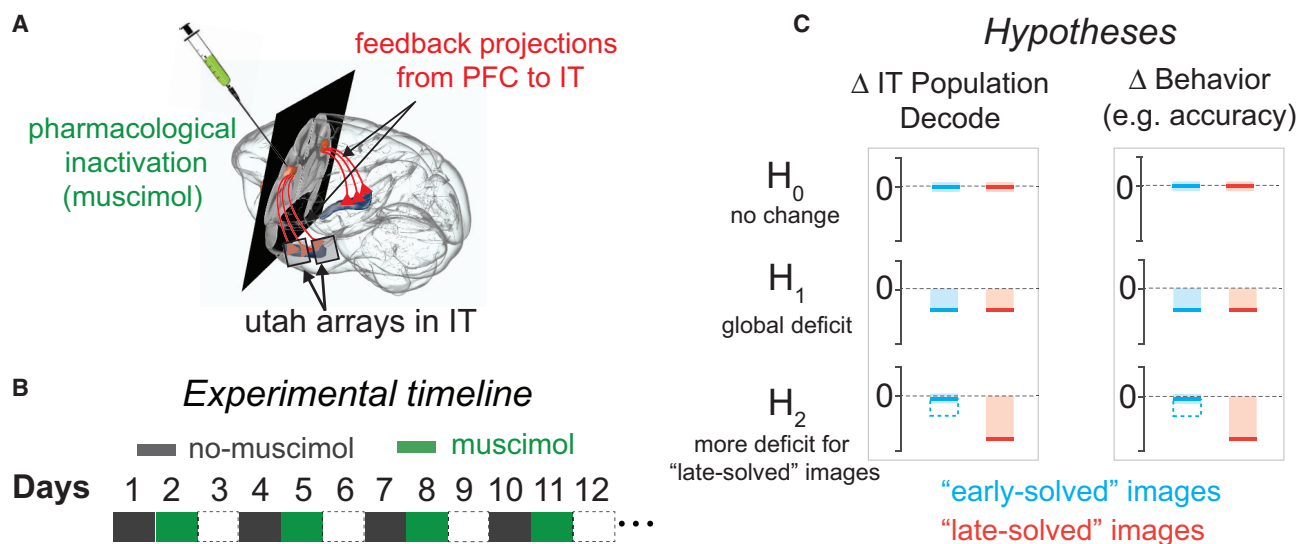 A
feedback projections
from PFC to IT
pharmacological
inactivation
(muscimol)
utah arrays in IT
B
Experimental timeline
no-muscimol
muscimol
Days 1 2 3 4 5 6 7 8 9 10 11 12
...
C
Hypotheses
Δ IT Population
Decode
Δ Behavior
(e.g. accuracy)
H0
no change
0
0
H1
global deficit
0
0
H2
more deficit for
“late-solved” images
0
0
“early-solved” images
“late-solved” images